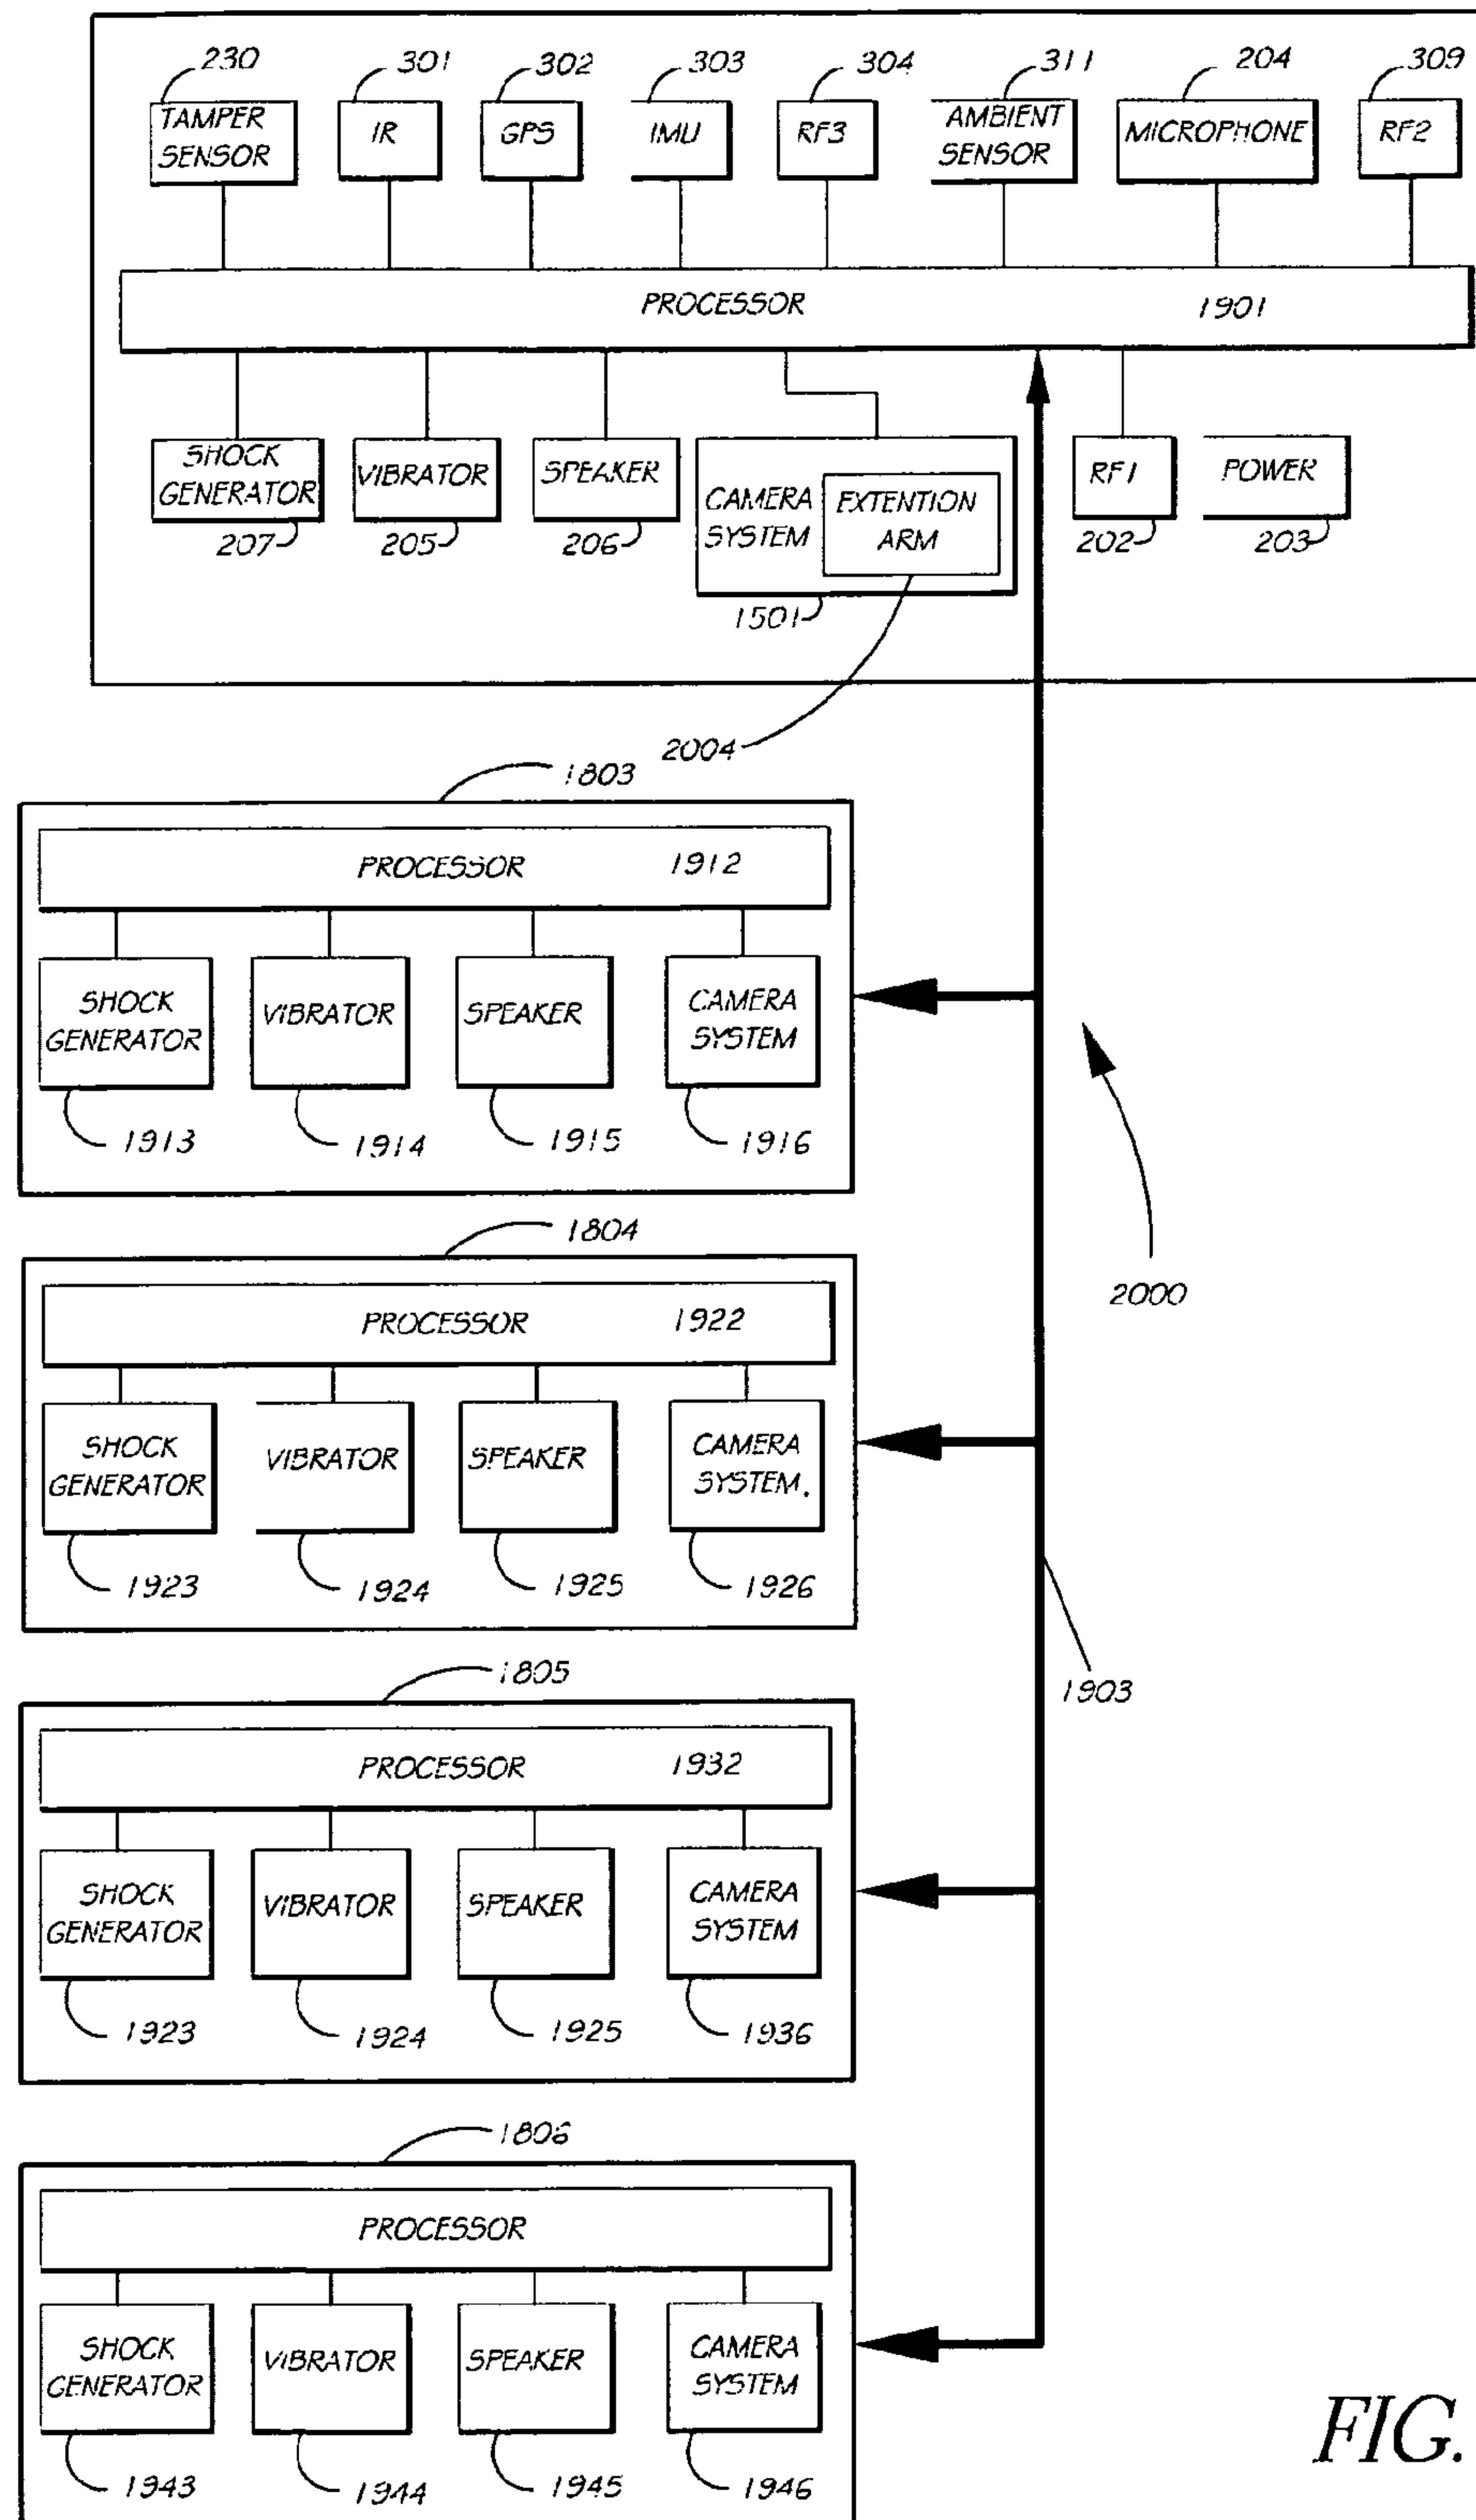 230 301 302 303 304 311 204 309
TAMPER
SENSOR
IR
GPS
IMU
RF3
AMBIENT
SENSOR
MICROPHONE
RF2
PROCESSOR 1901
SHOCK
GENERATOR
VIBRATOR
SPEAKER
CAMERA
SYSTEM
EXTENTION
ARM
RF1
POWER
207 205 206 202 203
1501
2004
1803
PROCESSOR 1912
SHOCK
GENERATOR
VIBRATOR
SPEAKER
CAMERA
SYSTEM
1913 1914 1915 1916
2000
1804
PROCESSOR 1922
SHOCK
GENERATOR
VIBRATOR
SPEAKER
CAMERA
SYSTEM.
1923 1924 1925 1926
1903
1805
PROCESSOR 1932
SHOCK
GENERATOR
VIBRATOR
SPEAKER
CAMERA
SYSTEM
1923 1924 1925 1936
1806
PROCESSOR
SHOCK
GENERATOR
VIBRATOR
SPEAKER
CAMERA
SYSTEM
1943 1944 1945 1946
FIG.